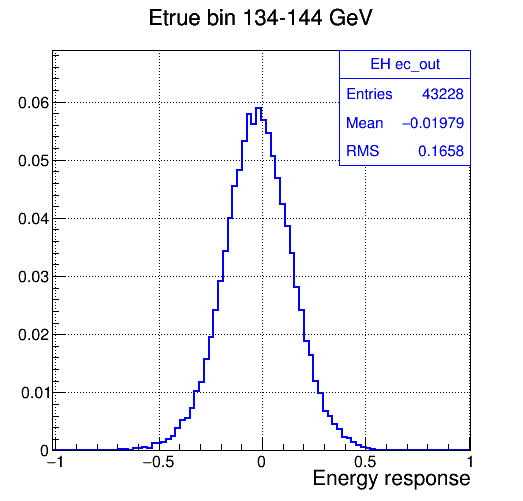 Etrue bin 134-144 GeV
EH ec_out
Entries 43228
Mean −0.01979
RMS 0.1658
0.06
0.05
0.04
0.03
0.02
0.01
0
−1 −0.5 0 0.5 1
Energy response